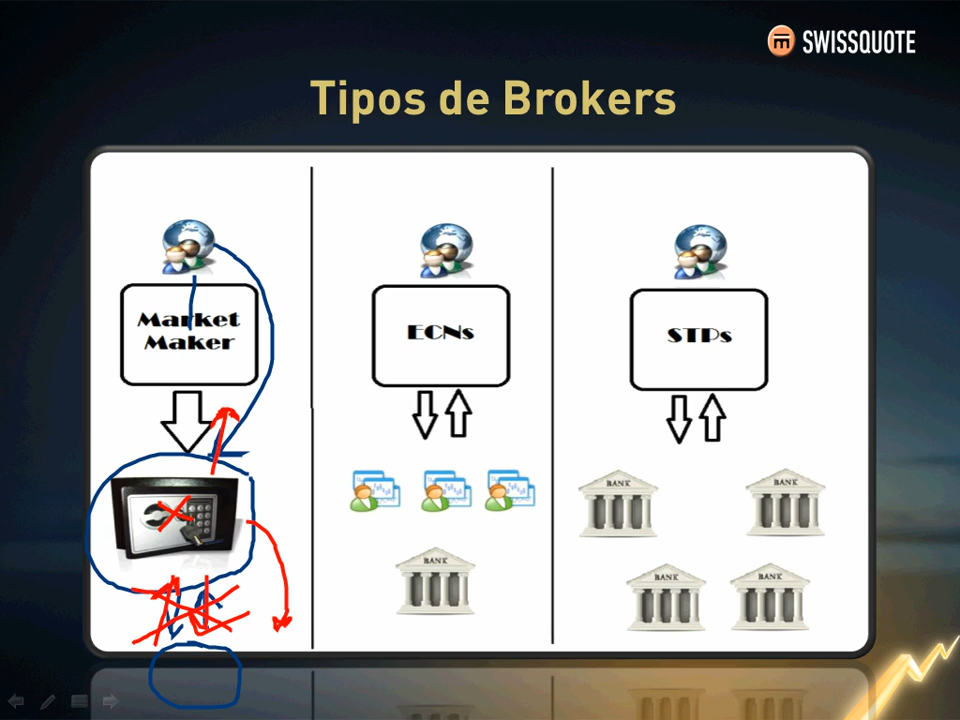 SWISSQUOTE
Tipos de Brokers
Market
Maker
ECNs
STPs
BANK
BANK
BANK
BANK
BANK